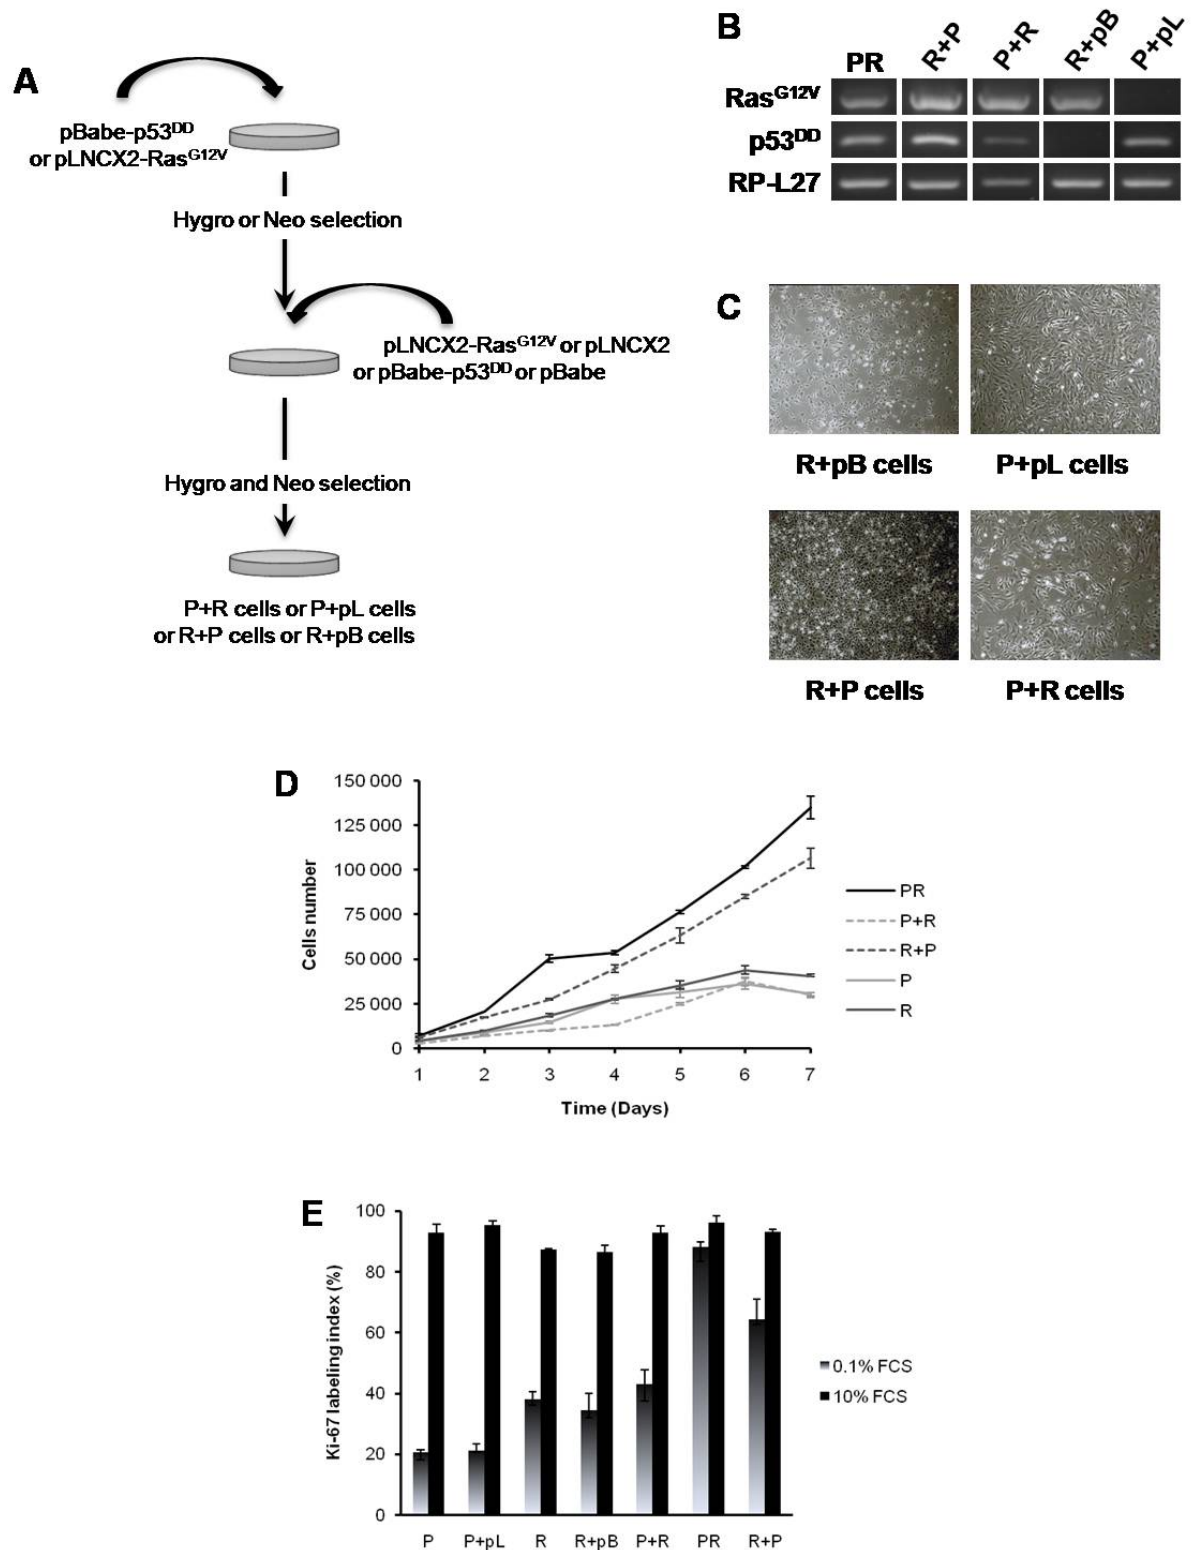 A
pBabe-p53DD
or pLNCX2-RasG12V
Hygro or Neo selection
pLNCX2-RasG12V or pLNCX2
or pBabe-p53DD or pBabe
Hygro and Neo selection
P+R cells or P+pL cells
or R+P cells or R+pB cells
B
PR R+P P+R R+pB P+pL
RasG12V
p53DD
RP-L27
C
R+pB cells P+pL cells
R+P cells P+R cells
D
150 000
125 000
100 000
75 000
50 000
25 000
0
Cells number
1 2 3 4 5 6 7
Time (Days)
PR
P+R
R+P
P
R
E
100
80
60
40
20
0
Ki-67 labeling index (%)
P P+pL R R+pB P+R PR R+P
0.1% FCS
10% FCS